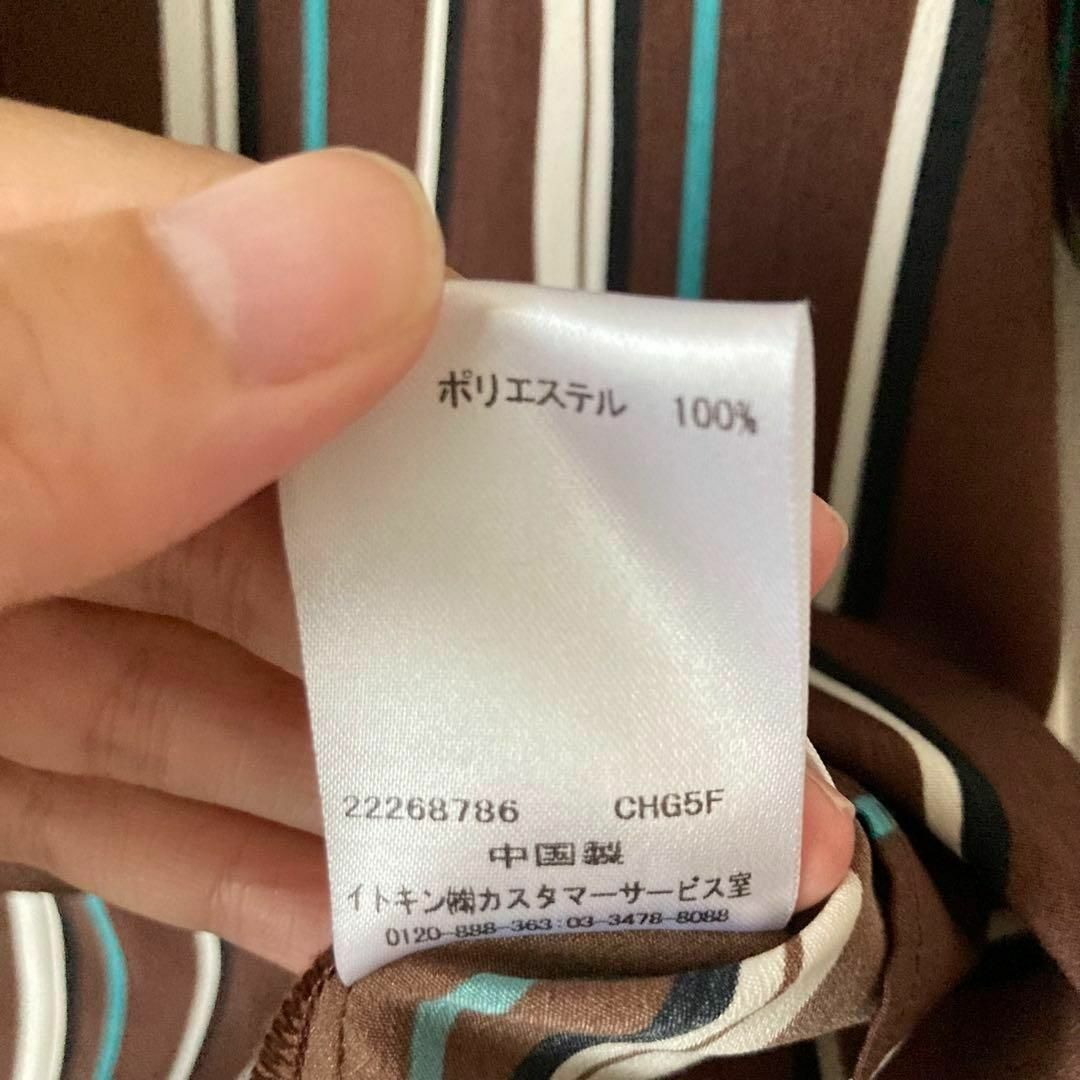 ポリエステル 100%
22268786 CHG5F
中国製
イトキン㈱カスタマーサービス室
0120-888-363:03-3478-8088